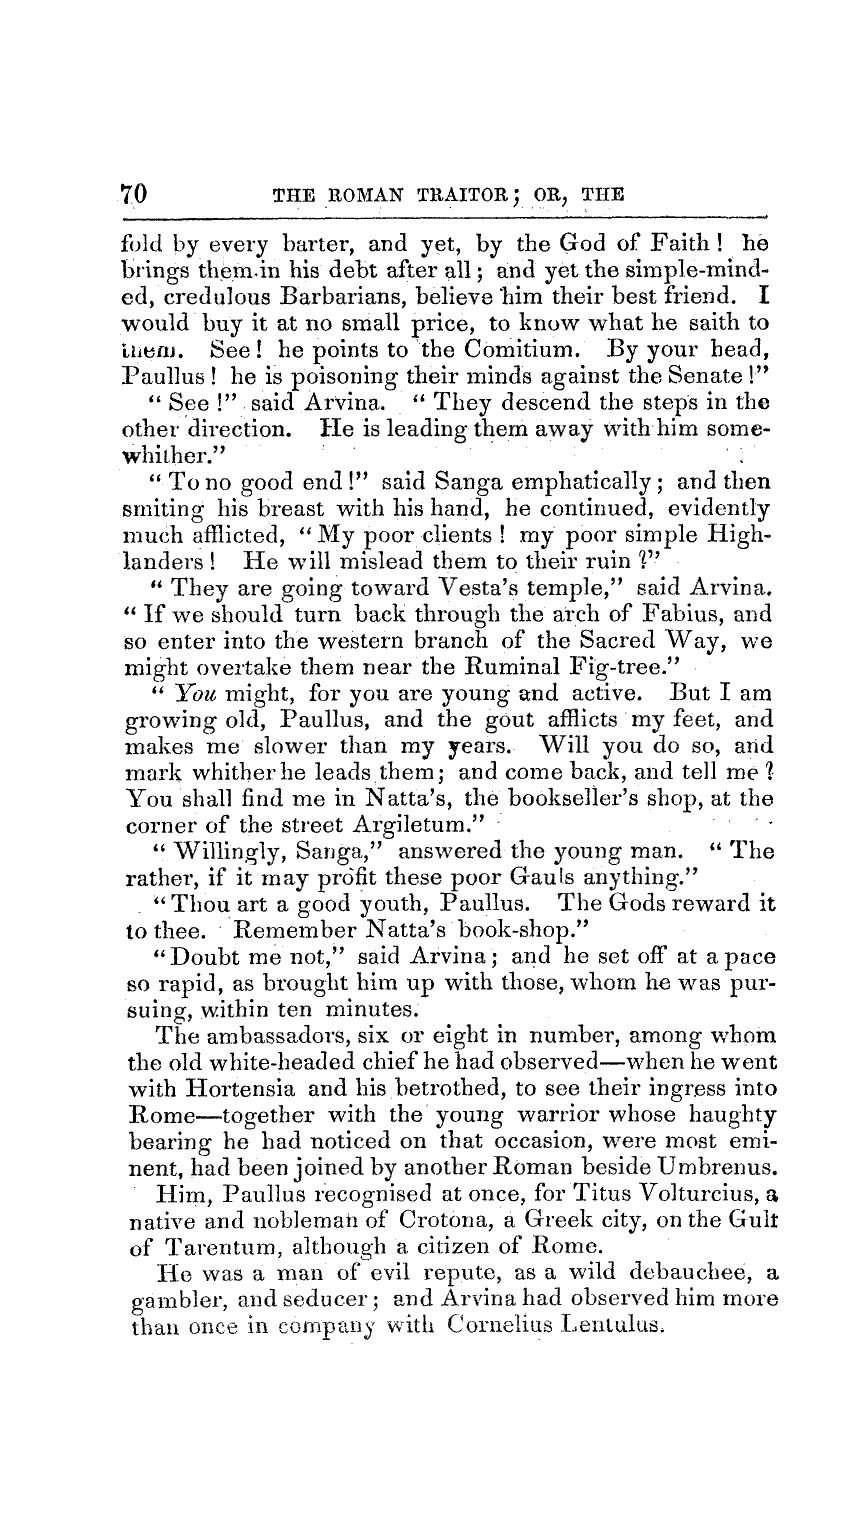 70 THE ROMAN TRAITOR; OR, THE
fold by every barter, and yet, by the God of Faith! he
brings them in his debt after all; and yet the simple-mind-
ed, credulous Barbarians, believe him their best friend. I
would buy it at no small price, to know what he saith to
them. See! he points to the Comitium. By your head,
Paullus! he is poisoning their minds against the Senate!"
"See!" said Arvina. "They descend the steps in the
other direction. He is leading them away with him some-
whither."
"To no good end!" said Sanga emphatically; and then
smiting his breast with his hand, he continued, evidently
much afflicted, "My poor clients! my poor simple High-
landers! He will mislead them to their ruin?"
"They are going toward Vesta's temple," said Arvina.
"If we should turn back through the arch of Fabius, and
so enter into the western branch of the Sacred Way, we
might overtake them near the Ruminal Fig-tree."
"You might, for you are young and active. But I am
growing old, Paullus, and the gout afflicts my feet, and
makes me slower than my years. Will you do so, and
mark whither he leads them; and come back, and tell me?
You shall find me in Natta's, the bookseller's shop, at the
corner of the street Argiletum."
"Willingly, Sanga," answered the young man. "The
rather, if it may profit these poor Gauls anything."
"Thou art a good youth, Paullus. The Gods reward it
to thee. Remember Natta's book-shop."
"Doubt me not," said Arvina; and he set off at a pace
so rapid, as brought him up with those, whom he was pur-
suing, within ten minutes.
The ambassadors, six or eight in number, among whom
the old white-headed chief he had observed—when he went
with Hortensia and his betrothed, to see their ingress into
Rome—together with the young warrior whose haughty
bearing he had noticed on that occasion, were most emi-
nent, had been joined by another Roman beside Umbrenus.
Him, Paullus recognised at once, for Titus Volturcius, a
native and nobleman of Crotona, a Greek city, on the Gulf
of Tarentum, although a citizen of Rome.
He was a man of evil repute, as a wild debauchee, a
gambler, and seducer; and Arvina had observed him more
than once in company with Cornelius Lentulus.